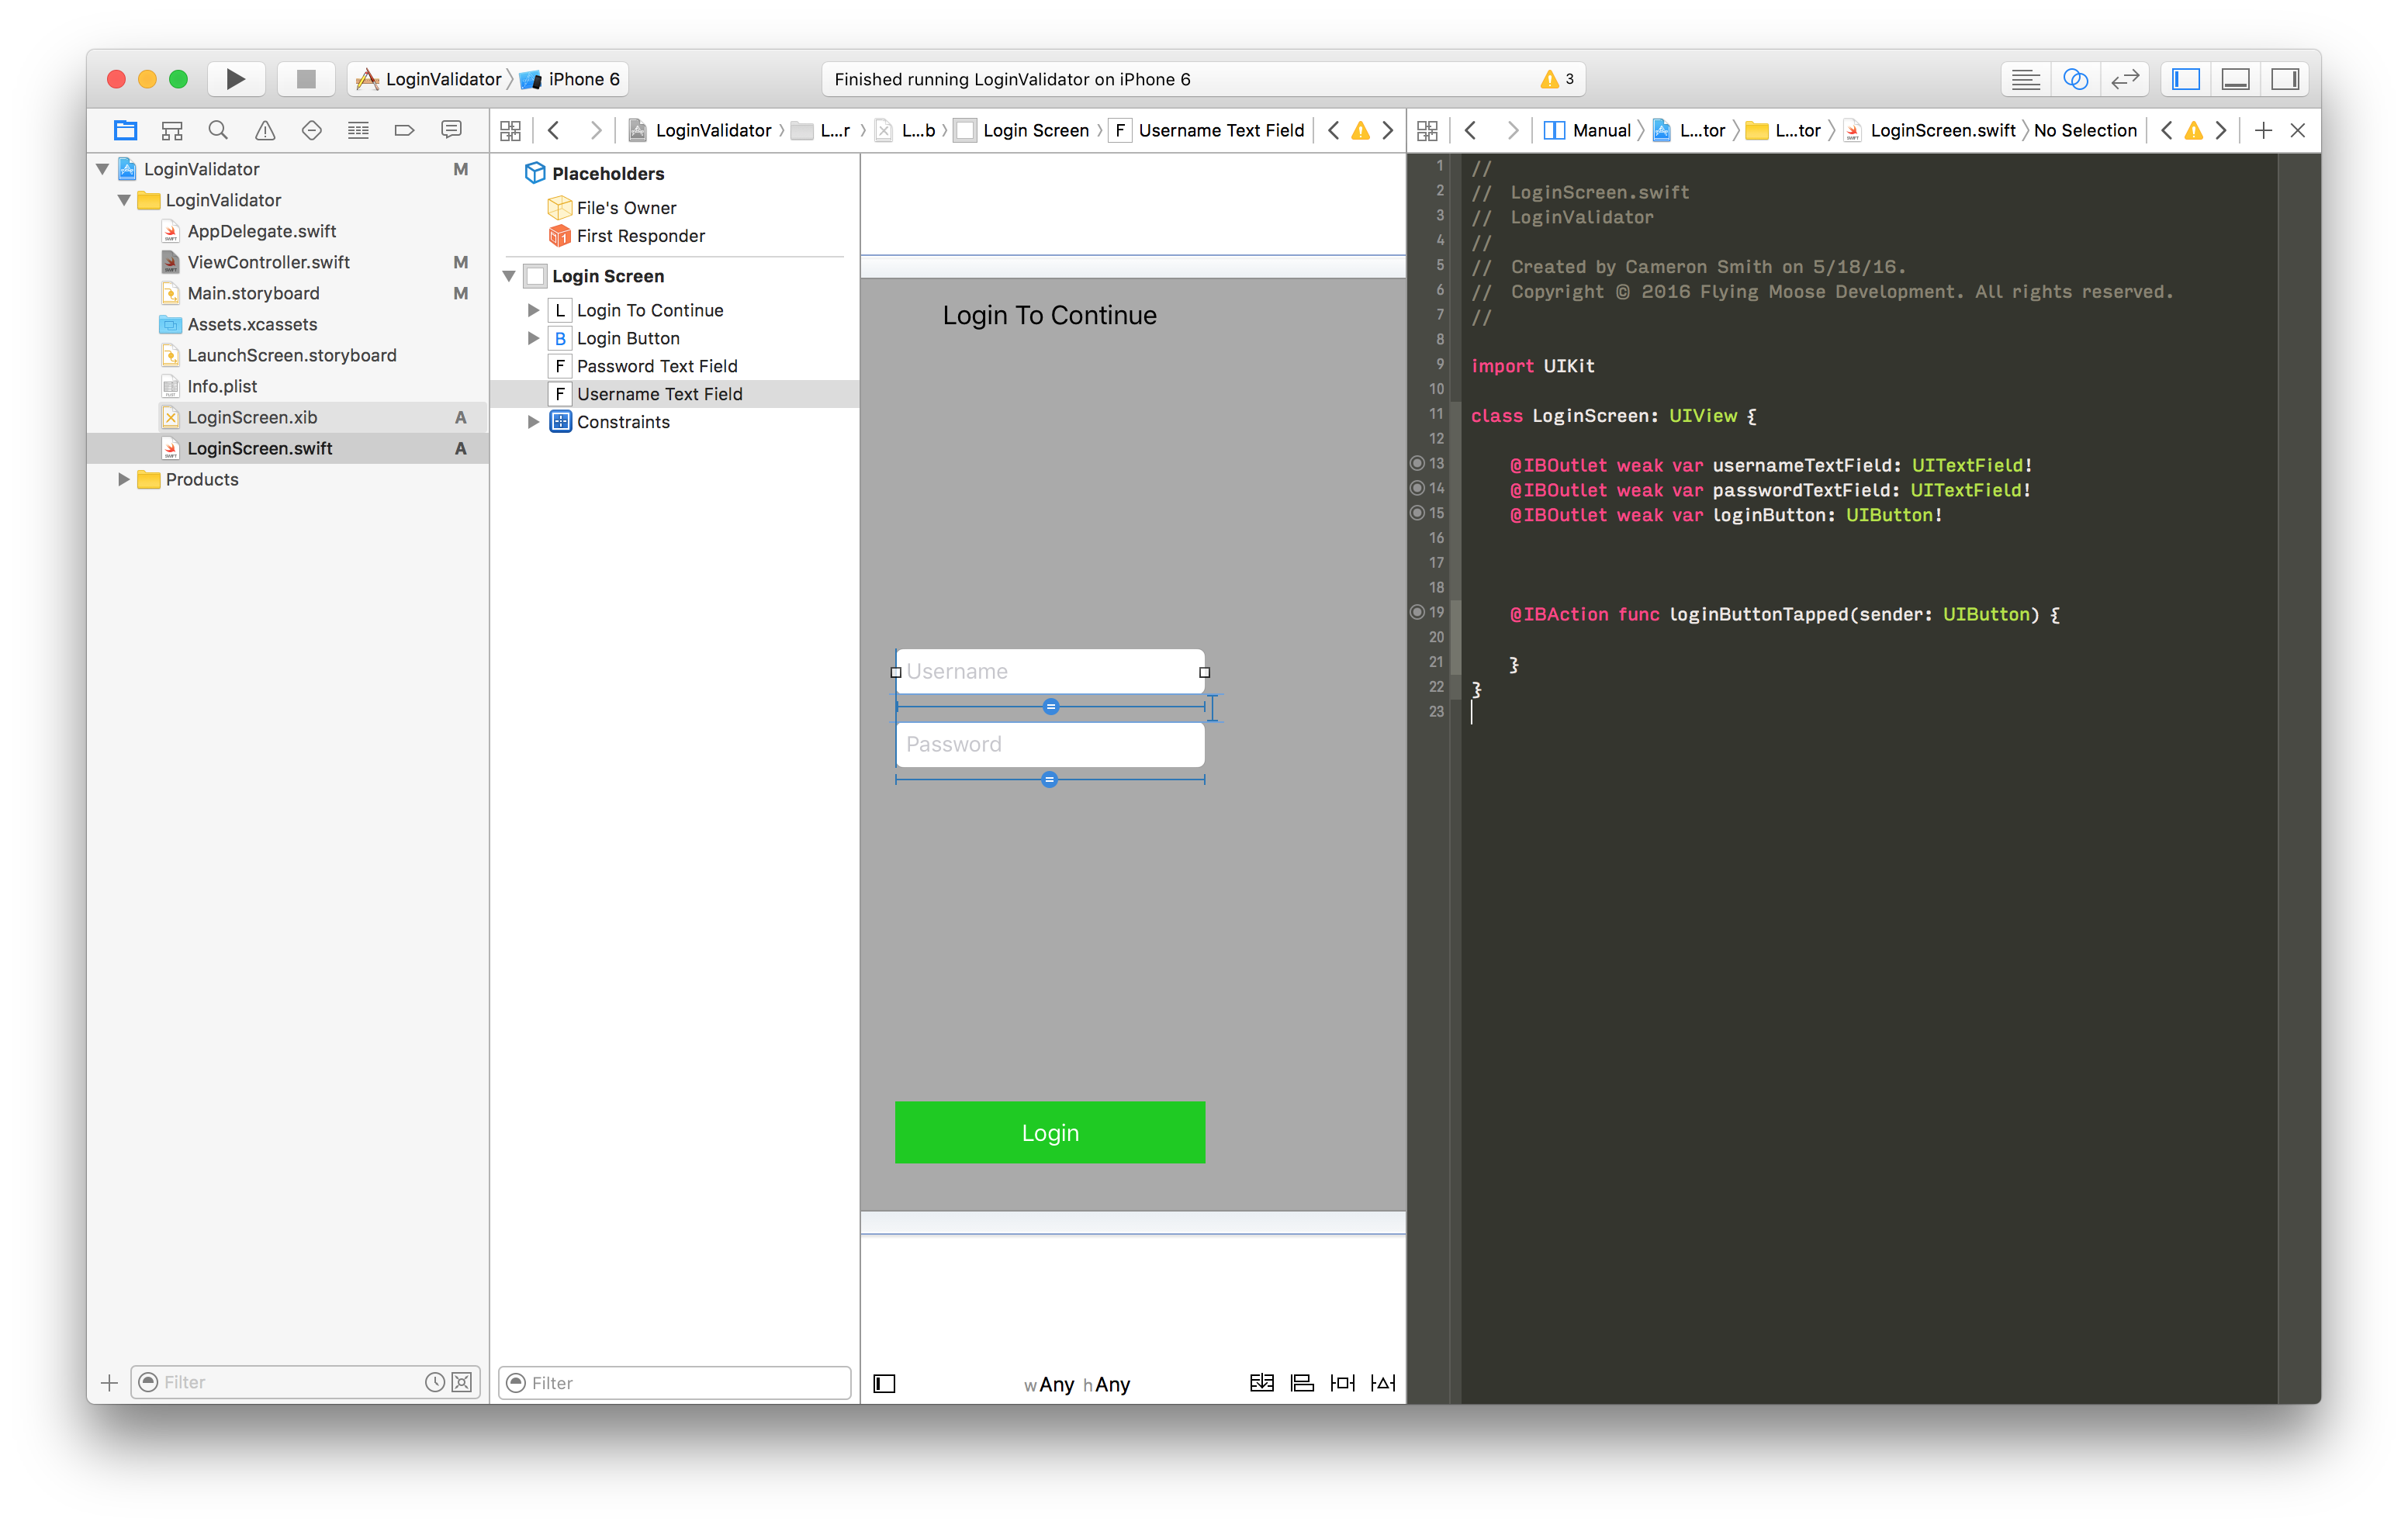 LoginValidator iPhone 6
Finished running LoginValidator on iPhone 6
3
LoginValidator L...r L...b Login Screen F Username Text Field
Manual L...tor L...tor LoginScreen.swift No Selection
LoginValidator M
LoginValidator
AppDelegate.swift
ViewController.swift M
Main.storyboard M
Assets.xcassets
LaunchScreen.storyboard
Info.plist
LoginScreen.xib A
LoginScreen.swift A
Products
Filter
Placeholders
File's Owner
First Responder
Login Screen
L Login To Continue
B Login Button
F Password Text Field
F Username Text Field
Constraints
Filter
Login To Continue
Username
Password
Login
wAny hAny
1 //
2 // LoginScreen.swift
3 // LoginValidator
4 //
5 // Created by Cameron Smith on 5/18/16.
6 // Copyright © 2016 Flying Moose Development. All rights reserved.
7 //
8
9 import UIKit
10
11 class LoginScreen: UIView {
12
13 @IBOutlet weak var usernameTextField: UITextField!
14 @IBOutlet weak var passwordTextField: UITextField!
15 @IBOutlet weak var loginButton: UIButton!
16
17
18
19 @IBAction func loginButtonTapped(sender: UIButton) {
20
21 }
22 }
23